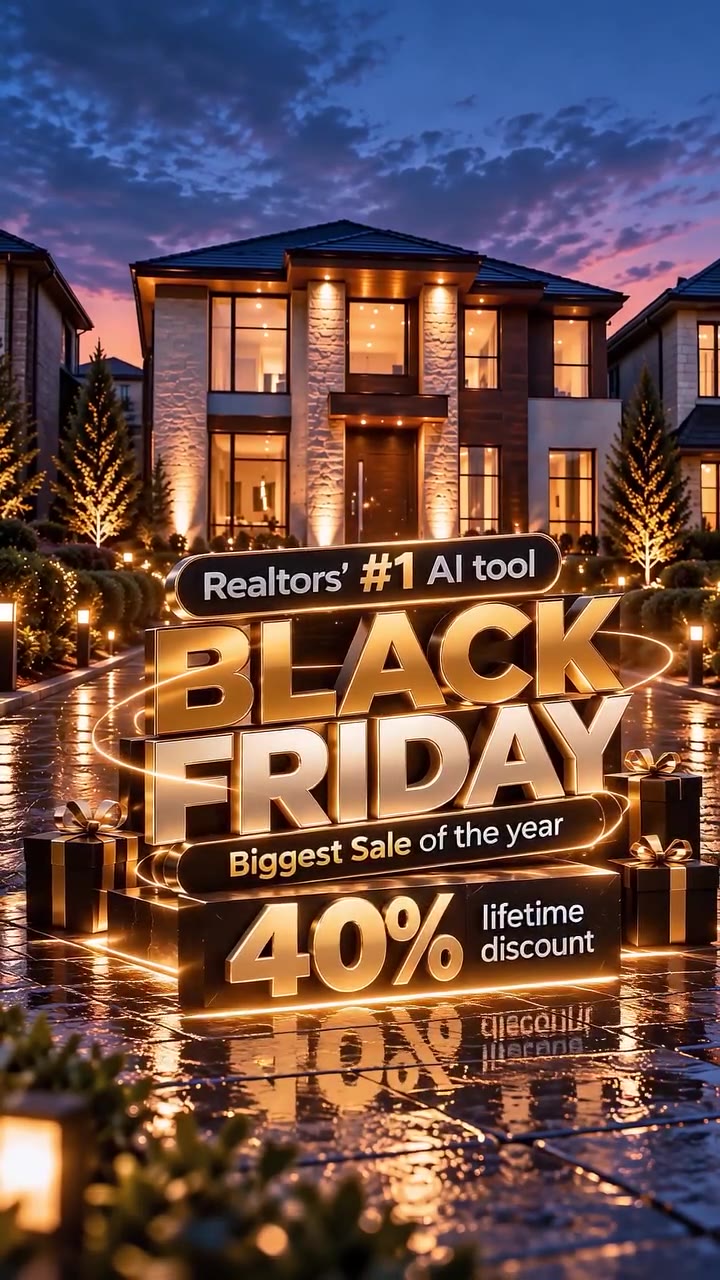 Realtors' #1 AI tool
BLACK
FRIDAY
Biggest Sale of the year
40% lifetime
discount